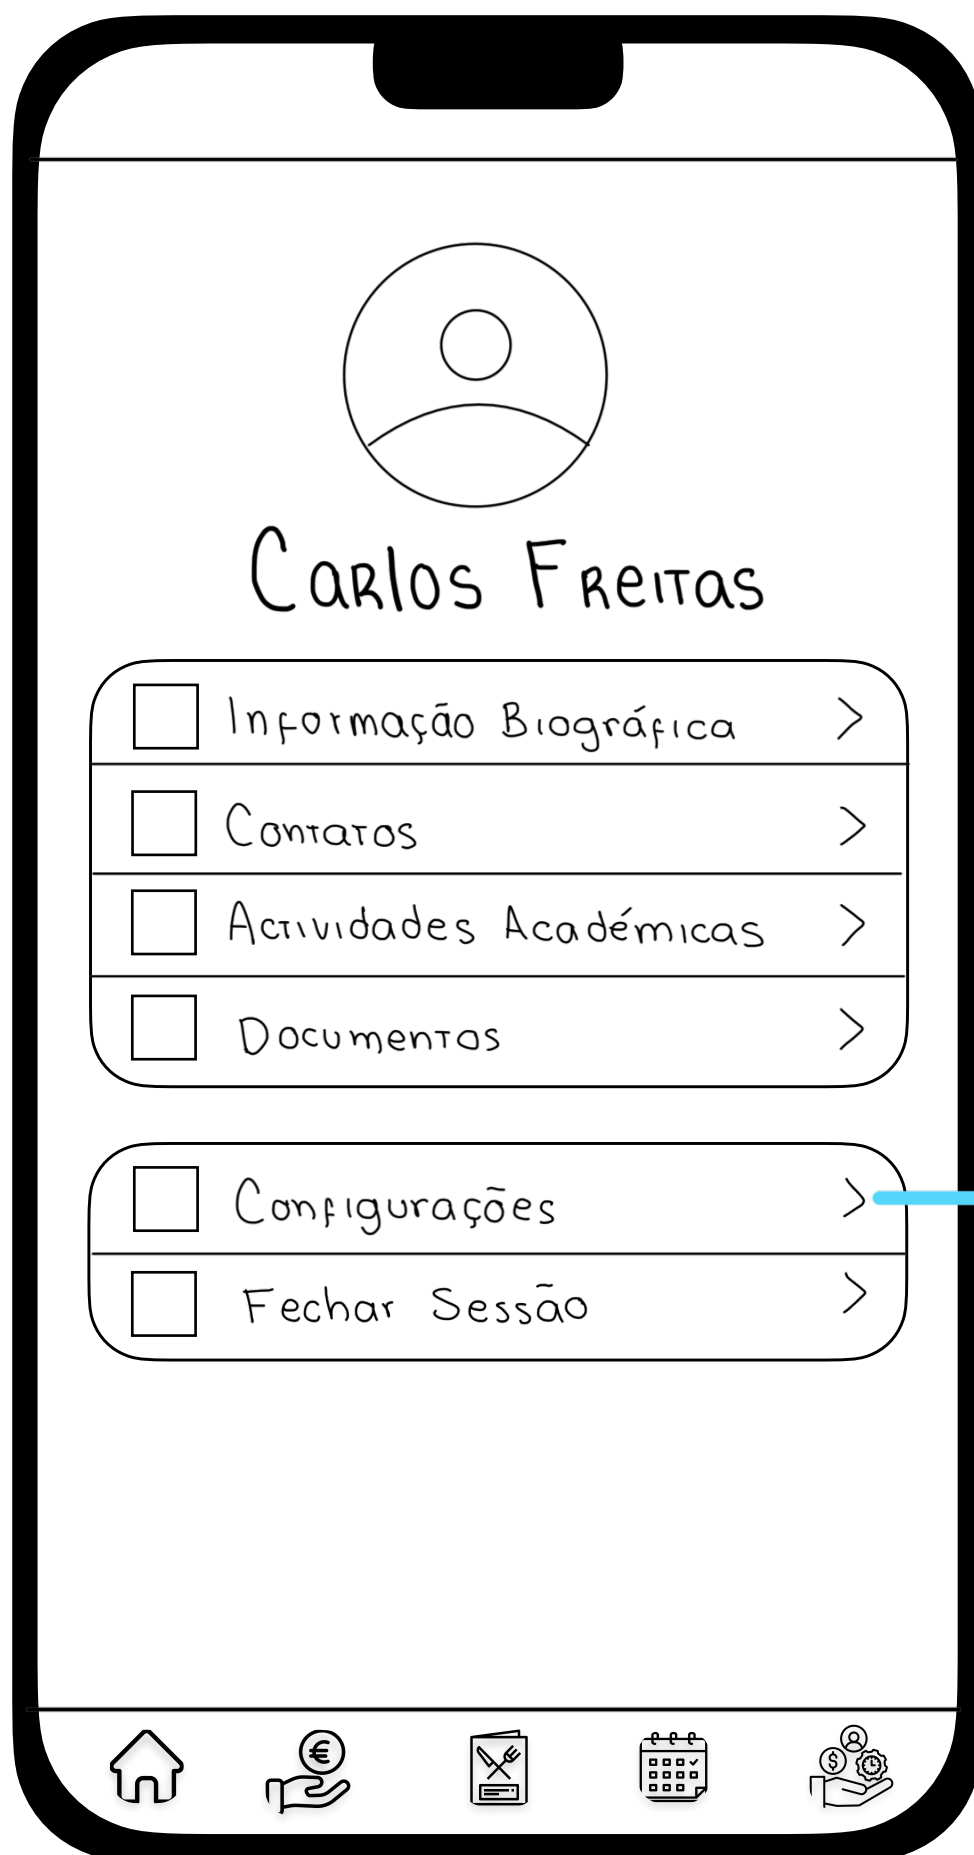 Carlos Freitas
Informação Biográfica
Contatos
Actividades Académicas
Documentos
Configurações
Fechar Sessão
€
$